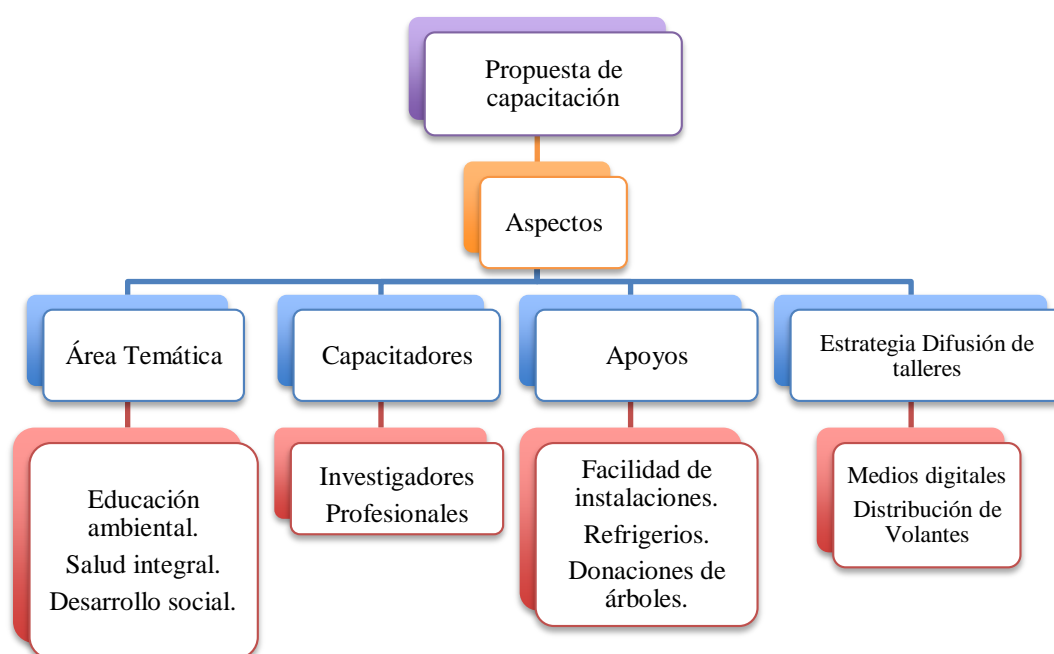 Propuesta de
capacitación
Aspectos
Área Temática
Capacitadores
Apoyos
Estrategia Difusión de
talleres
Educación
ambiental.
Salud integral.
Desarrollo social.
Investigadores
Profesionales
Facilidad de
instalaciones.
Refrigerios.
Donaciones de
árboles.
Medios digitales
Distribución de
Volantes